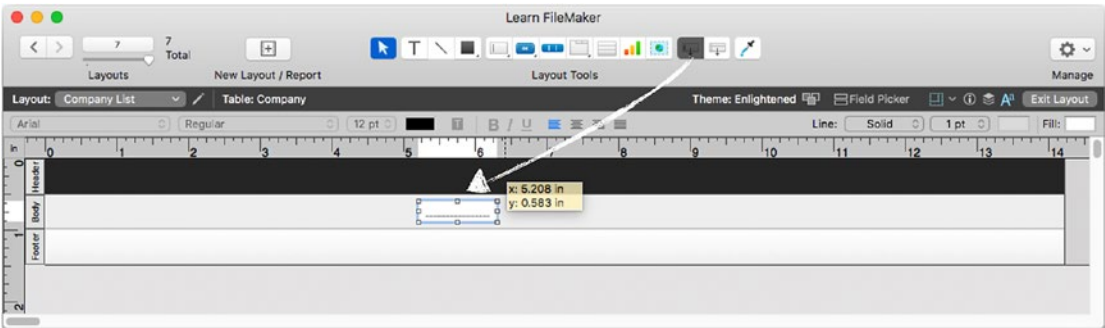 Learn FileMaker
7
7
Total
Layouts
New Layout / Report
T
Layout Tools
Manage
Layout: Company List
Table: Company
Theme: Enlightened
Field Picker
Aa
Exit Layout
Arial
Regular
12 pt
B I U
Line:
Solid
1 pt
Fill:
in
0 1 2 3 4 5 6 7 8 9 10 11 12 13 14
0
Header
x: 5.208 in
y: 0.583 in
Body
1
Footer
2